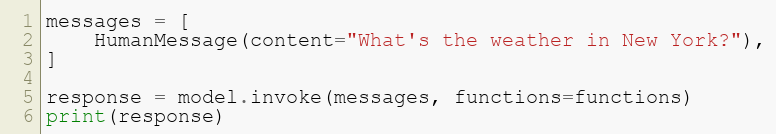 1 messages = [
2     HumanMessage(content="What's the weather in New York?"),
3 ]
4
5 response = model.invoke(messages, functions=functions)
6 print(response)